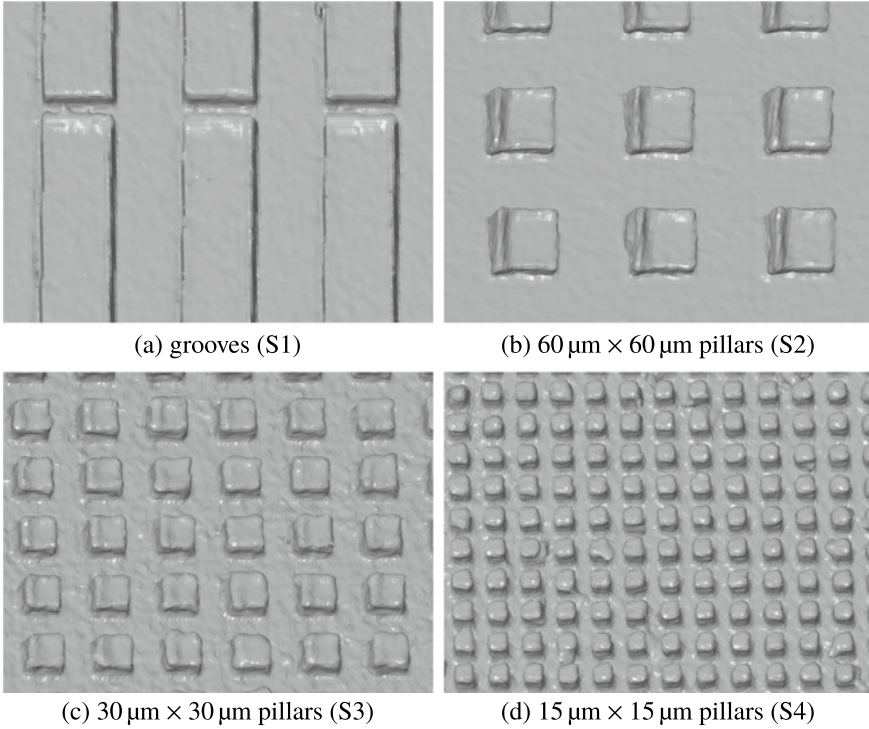 (a) grooves (S1)
(b) 60 µm × 60 µm pillars (S2)
(c) 30 µm × 30 µm pillars (S3)
(d) 15 µm × 15 µm pillars (S4)